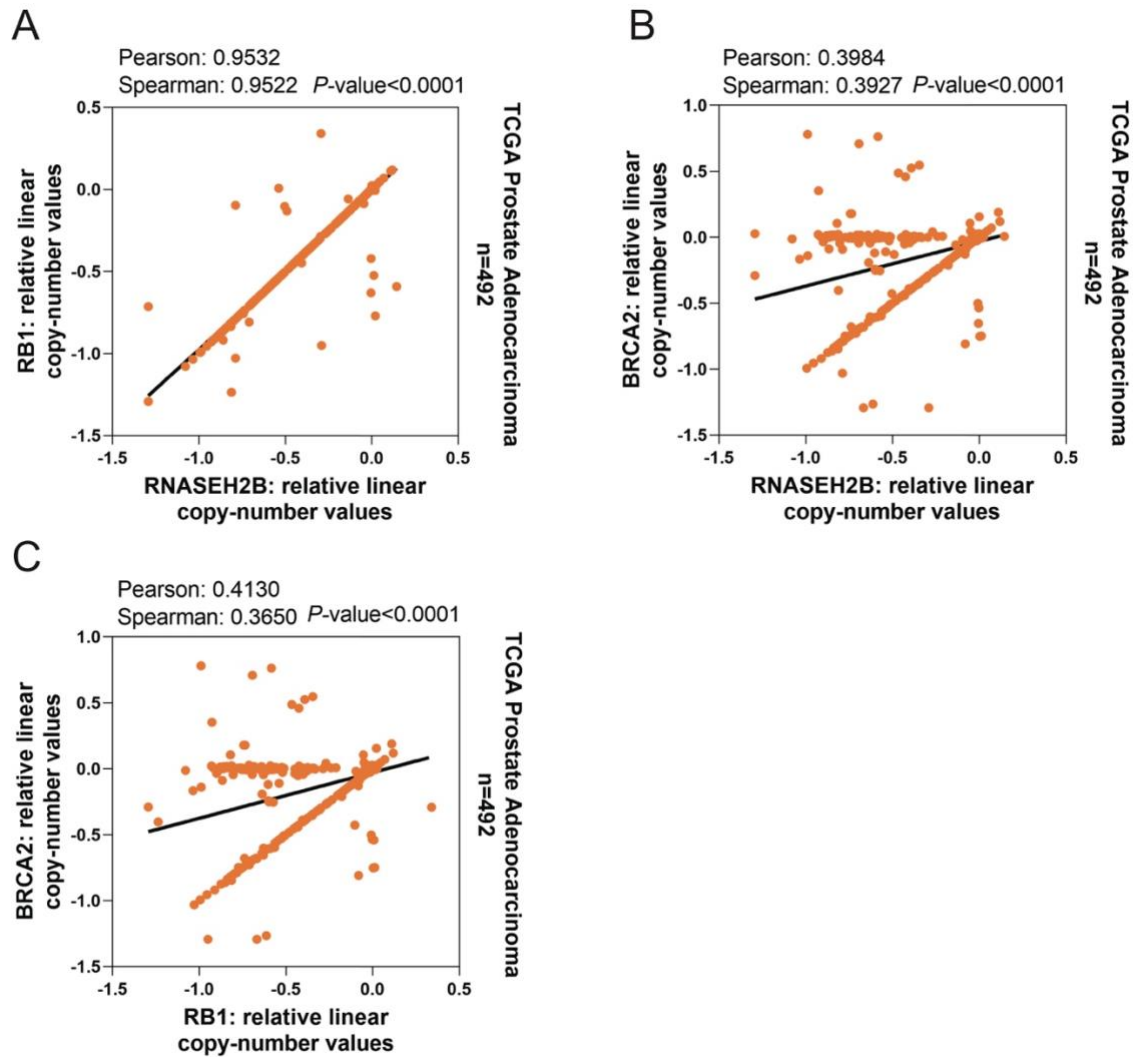 A
Pearson: 0.9532
Spearman: 0.9522 P-value<0.0001
0.5
0.0
-0.5
-1.0
-1.5
-1.5
-1.0
-0.5
0.0
0.5
RB1: relative linear
copy-number values
RNASEH2B: relative linear
copy-number values
TCGA Prostate Adenocarcinoma
n=492
B
Pearson: 0.3984
Spearman: 0.3927 P-value<0.0001
1.0
0.5
0.0
-0.5
-1.0
-1.5
-1.5
-1.0
-0.5
0.0
0.5
BRCA2: relative linear
copy-number values
RNASEH2B: relative linear
copy-number values
TCGA Prostate Adenocarcinoma
n=492
C
Pearson: 0.4130
Spearman: 0.3650 P-value<0.0001
1.0
0.5
0.0
-0.5
-1.0
-1.5
-1.5
-1.0
-0.5
0.0
0.5
BRCA2: relative linear
copy-number values
RB1: relative linear
copy-number values
TCGA Prostate Adenocarcinoma
n=492